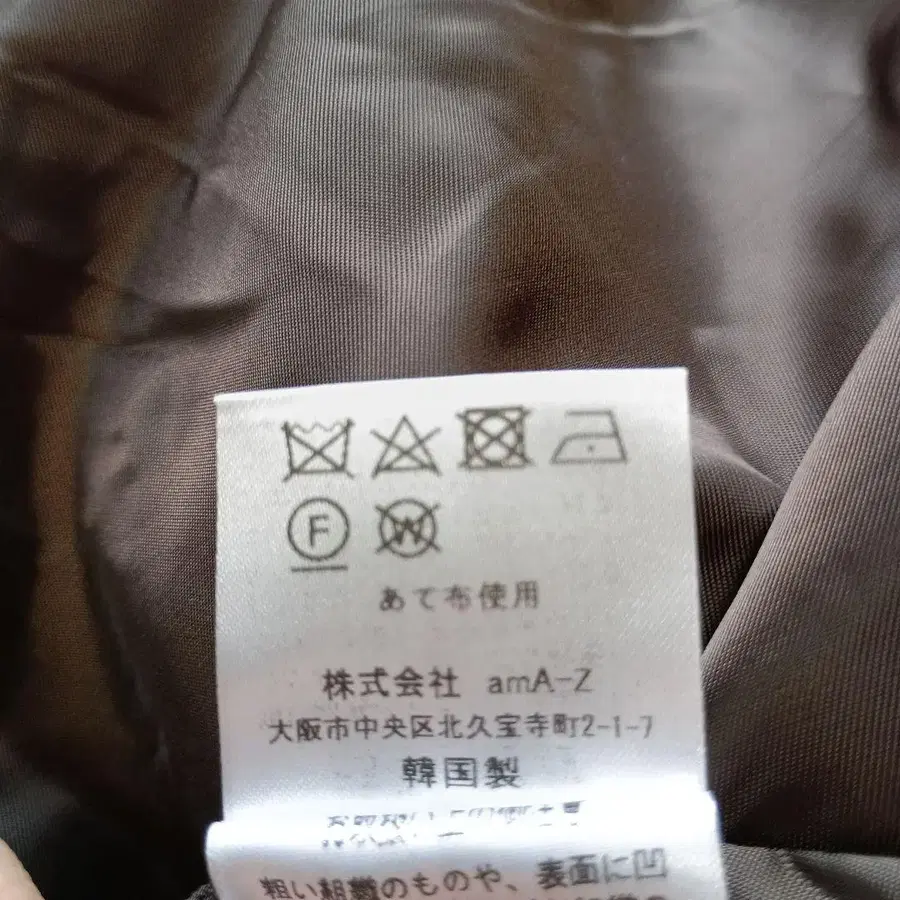 F
W
あて布使用
株式会社 amA-Z
大阪市中央区北久宝寺町2-1-7
韓国製
粗い組織のものや、表面に凹